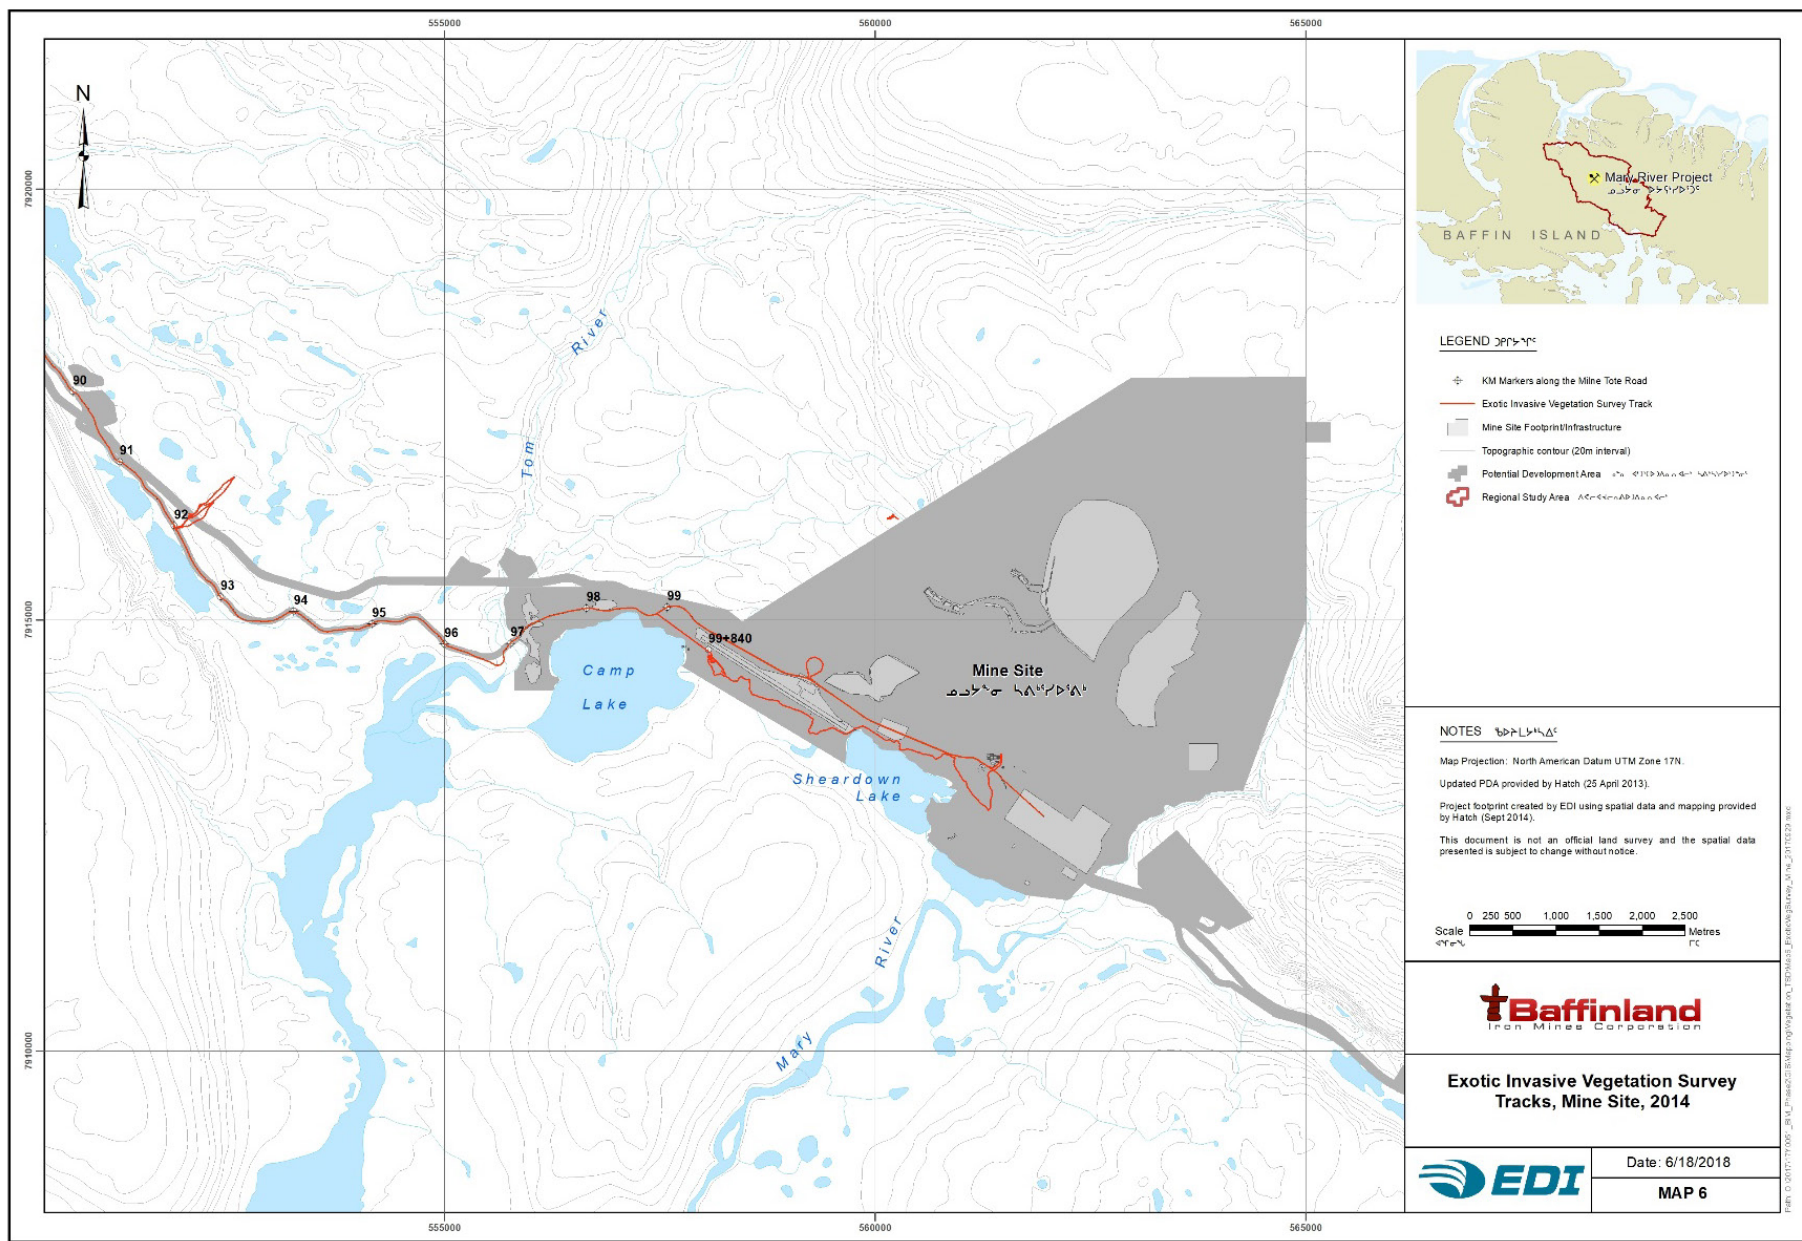 555000
560000
565000
N
7920000
7915000
7910000
90
91
92
93
94
95
96
97
98
99
99+840
Tom
River
Camp
Lake
Sheardown
Lake
Mary
River
Mine Site
555000
560000
565000
Mary River Project
BAFFIN ISLAND
LEGEND
KM Markers along the Milne Tote Road
Exotic Invasive Vegetation Survey Track
Mine Site Footprint/Infrastructure
Topographic contour (20m interval)
Potential Development Area
Regional Study Area
NOTES
Map Projection: North American Datum UTM Zone 17N.
Updated PDA provided by Hatch (25 April 2013).
Project footprint created by EDI using spatial data and mapping provided
by Hatch (Sept 2014).
This document is not an official land survey and the spatial data
presented is subject to change without notice.
0 250 500 1,000 1,500 2,000 2,500
Scale Metres
Baffinland
Iron Mines Corporation
Exotic Invasive Vegetation Survey
Tracks, Mine Site, 2014
EDI
Date: 6/18/2018
MAP 6